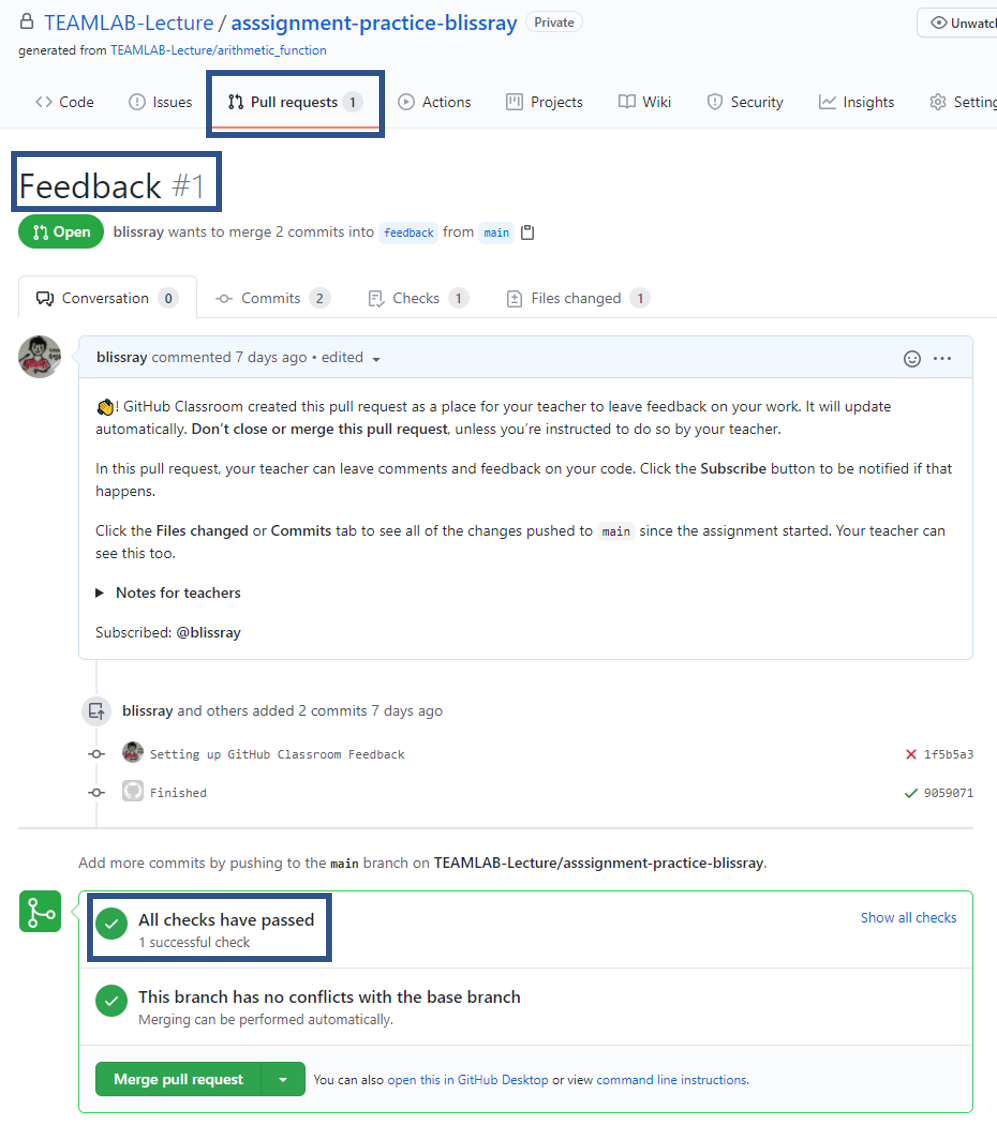 TEAMLAB-Lecture / asssignment-practice-blissray Private Unwatch
generated from TEAMLAB-Lecture/arithmetic_function
Code Issues Pull requests 1 Actions Projects Wiki Security Insights Setting
Feedback #1
Open blissray wants to merge 2 commits into feedback from main
Conversation 0 Commits 2 Checks 1 Files changed 1
blissray commented 7 days ago • edited
! GitHub Classroom created this pull request as a place for your teacher to leave feedback on your work. It will update
automatically. Don't close or merge this pull request, unless you're instructed to do so by your teacher.
In this pull request, your teacher can leave comments and feedback on your code. Click the Subscribe button to be notified if that
happens.
Click the Files changed or Commits tab to see all of the changes pushed to main since the assignment started. Your teacher can
see this too.
Notes for teachers
Subscribed: @blissray
blissray and others added 2 commits 7 days ago
Setting up GitHub Classroom Feedback 1f5b5a3
Finished 9059071
Add more commits by pushing to the main branch on TEAMLAB-Lecture/asssignment-practice-blissray.
All checks have passed Show all checks
1 successful check
This branch has no conflicts with the base branch
Merging can be performed automatically.
Merge pull request You can also open this in GitHub Desktop or view command line instructions.